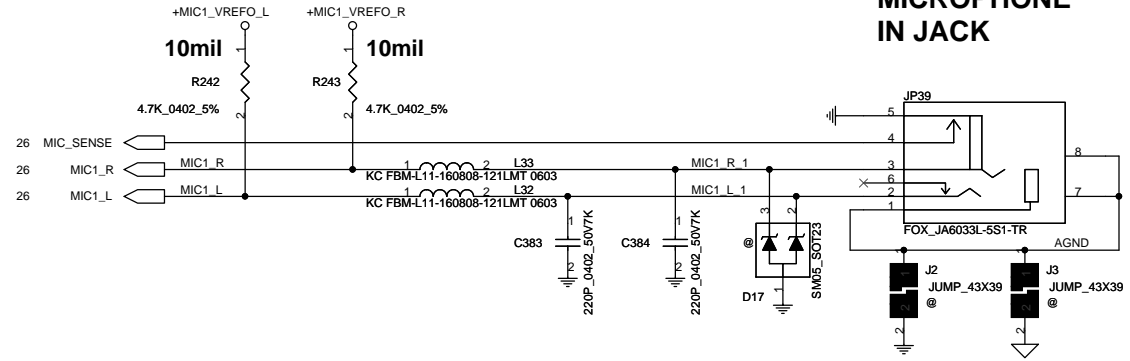 MICROPHONE
IN JACK
+MIC1_VREFO_L
+MIC1_VREFO_R
10mil
10mil
1
1
R242
R243
4.7K_0402_5%
4.7K_0402_5%
2
2
JP39
5
4
26 MIC_SENSE
26 MIC1_R
MIC1_R
1
2
L33
KC FBM-L11-160808-121LMT 0603
MIC1_R_1
3
8
6
26 MIC1_L
MIC1_L
1
2
L32
KC FBM-L11-160808-121LMT 0603
MIC1_L_1
2
7
1
FOX_JA6033L-5S1-TR
AGND
C383
1
2
220P_0402_50V7K
C384
1
2
220P_0402_50V7K
3
2
@
SM05_SOT23
1
D17
1
J2
JUMP_43X39
@
2
2
1
J3
JUMP_43X39
@
2
2